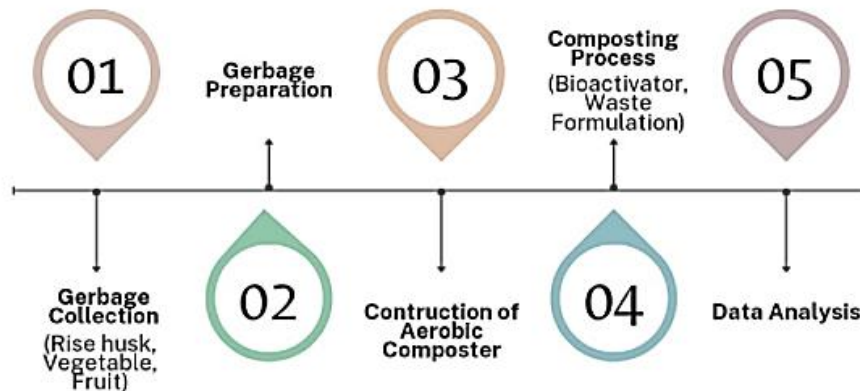 01
Gerbage
Collection
(Rise husk,
Vegetable,
Fruit)
Gerbage
Preparation
02
03
Contruction of
Aerobic
Composter
Composting
Process
(Bioactivator,
Waste
Formulation)
04
05
Data Analysis